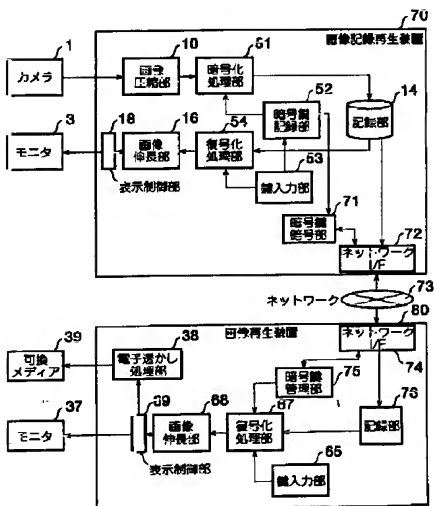 70
画像記録再生装置
1
カメラ
10
画像
圧縮部
51
暗号化
処理部
52
暗号鍵
記録部
14
記録部
3
モニタ
18
表示制御部
16
画像
伸長部
54
復号化
処理部
53
鍵入力部
71
暗号鍵
暗号部
72
ネットワーク
I/F
ネットワーク
73
80
画像再生装置
ネットワーク
I/F
74
39
可換
メディア
38
電子透かし
処理部
75
暗号鍵
管理部
76
記録部
37
モニタ
69
表示制御部
68
画像
伸長部
67
復号化
処理部
65
鍵入力部